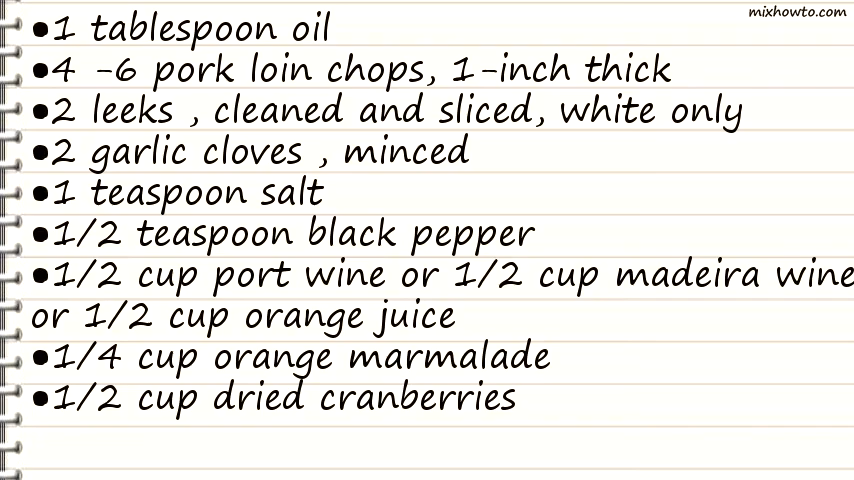 mixhowto.com
•1 tablespoon oil
•4 -6 pork loin chops, 1-inch thick
•2 leeks , cleaned and sliced, white only
•2 garlic cloves , minced
•1 teaspoon salt
•1/2 teaspoon black pepper
•1/2 cup port wine or 1/2 cup madeira wine
or 1/2 cup orange juice
•1/4 cup orange marmalade
•1/2 cup dried cranberries